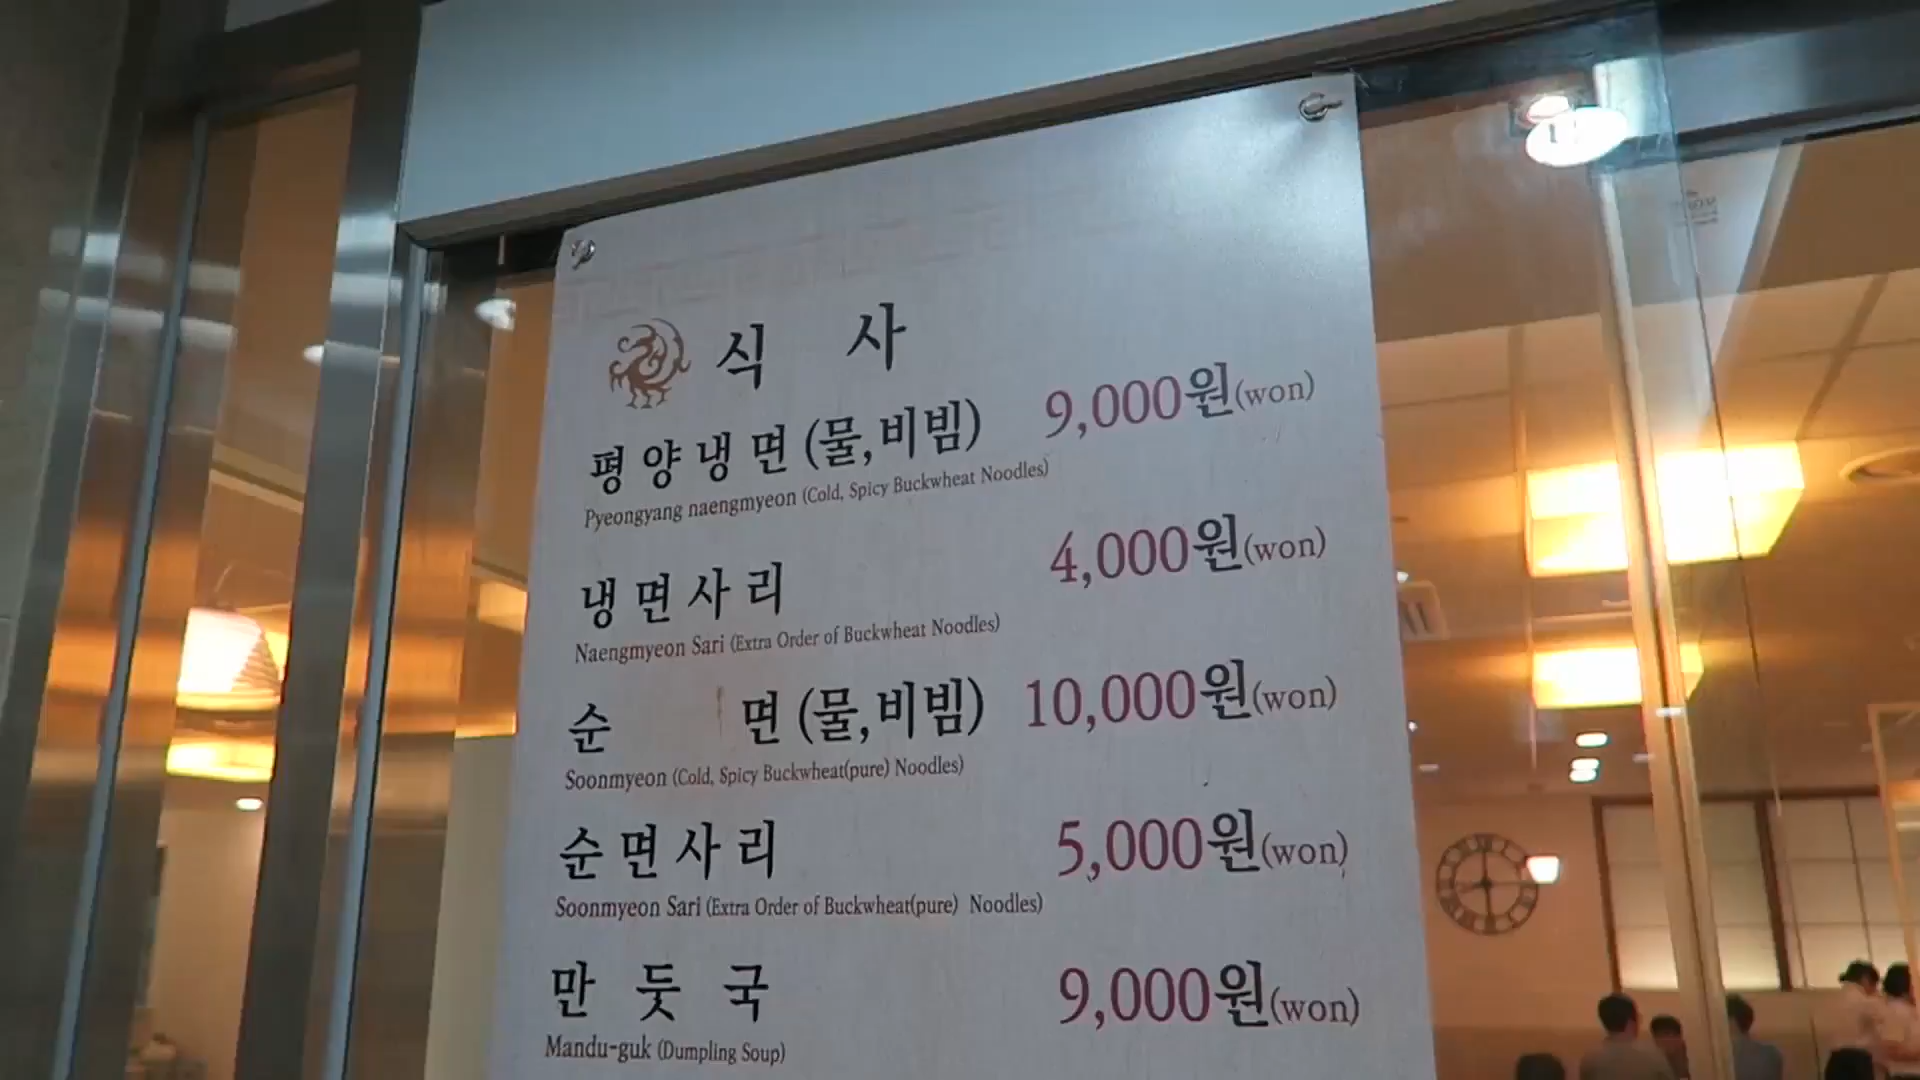 식 사
평양냉면 (물,비빔) 9,000원(won)
Pyeongyang naengmyeon (Cold, Spicy Buckwheat Noodles)
냉면사리 4,000원(won)
Naengmyeon Sari (Extra Order of Buckwheat Noodles)
순 면 (물,비빔) 10,000원(won)
Soonmyeon (Cold, Spicy Buckwheat(pure) Noodles)
순면사리 5,000원(won)
Soonmyeon Sari (Extra Order of Buckwheat(pure) Noodles)
만 둣 국 9,000원(won)
Mandu-guk (Dumpling Soup)